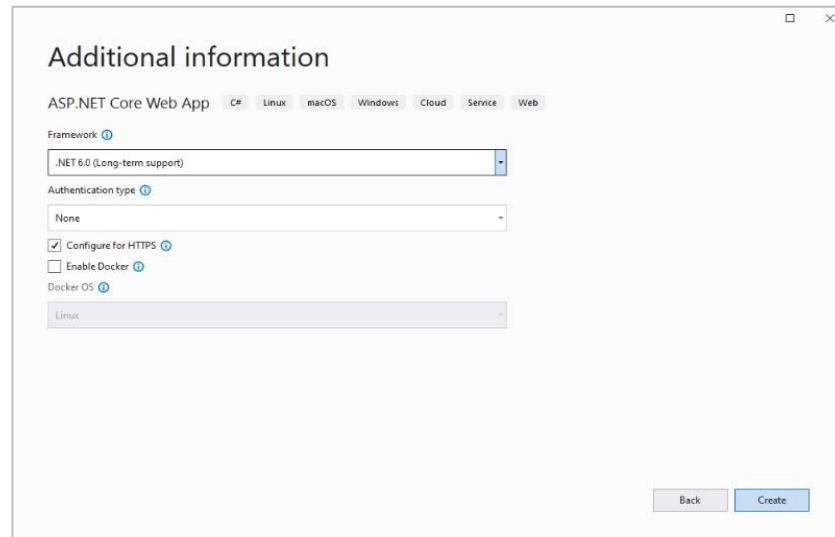 Additional information
ASP.NET Core Web App C# Linux macOS Windows Cloud Service Web
Framework
.NET 6.0 (Long-term support)
Authentication type
None
Configure for HTTPS
Enable Docker
Docker OS
Linux
Back Create